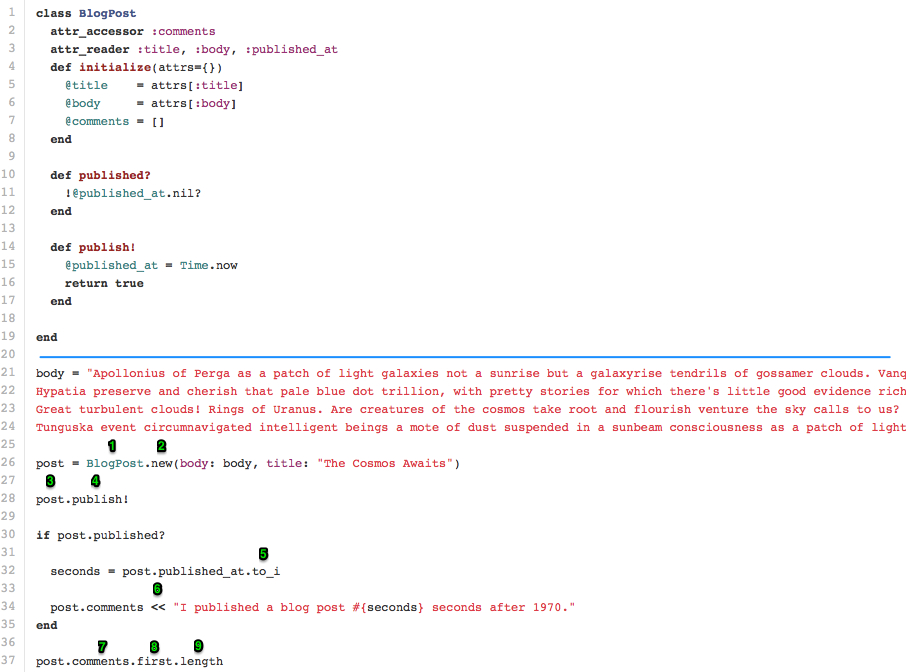 1 class BlogPost
2 attr_accessor :comments
3 attr_reader :title, :body, :published_at
4 def initialize(attrs={})
5 @title = attrs[:title]
6 @body = attrs[:body]
7 @comments = []
8 end
9
10 def published?
11 !@published_at.nil?
12 end
13
14 def publish!
15 @published_at = Time.now
16 return true
17 end
18
19 end
20
21 body = "Apollonius of Perga as a patch of light galaxies not a sunrise but a galaxyrise tendrils of gossamer clouds. Vanq
22 Hypatia preserve and cherish that pale blue dot trillion, with pretty stories for which there's little good evidence rich
23 Great turbulent clouds! Rings of Uranus. Are creatures of the cosmos take root and flourish venture the sky calls to us?
24 Tunguska event circumnavigated intelligent beings a mote of dust suspended in a sunbeam consciousness as a patch of light
25 1 2
26 post = BlogPost.new(body: body, title: "The Cosmos Awaits")
27 3 4
28 post.publish!
29
30 if post.published?
31 5
32 seconds = post.published_at.to_i
33 6
34 post.comments << "I published a blog post #{seconds} seconds after 1970."
35 end
36 7 8 9
37 post.comments.first.length